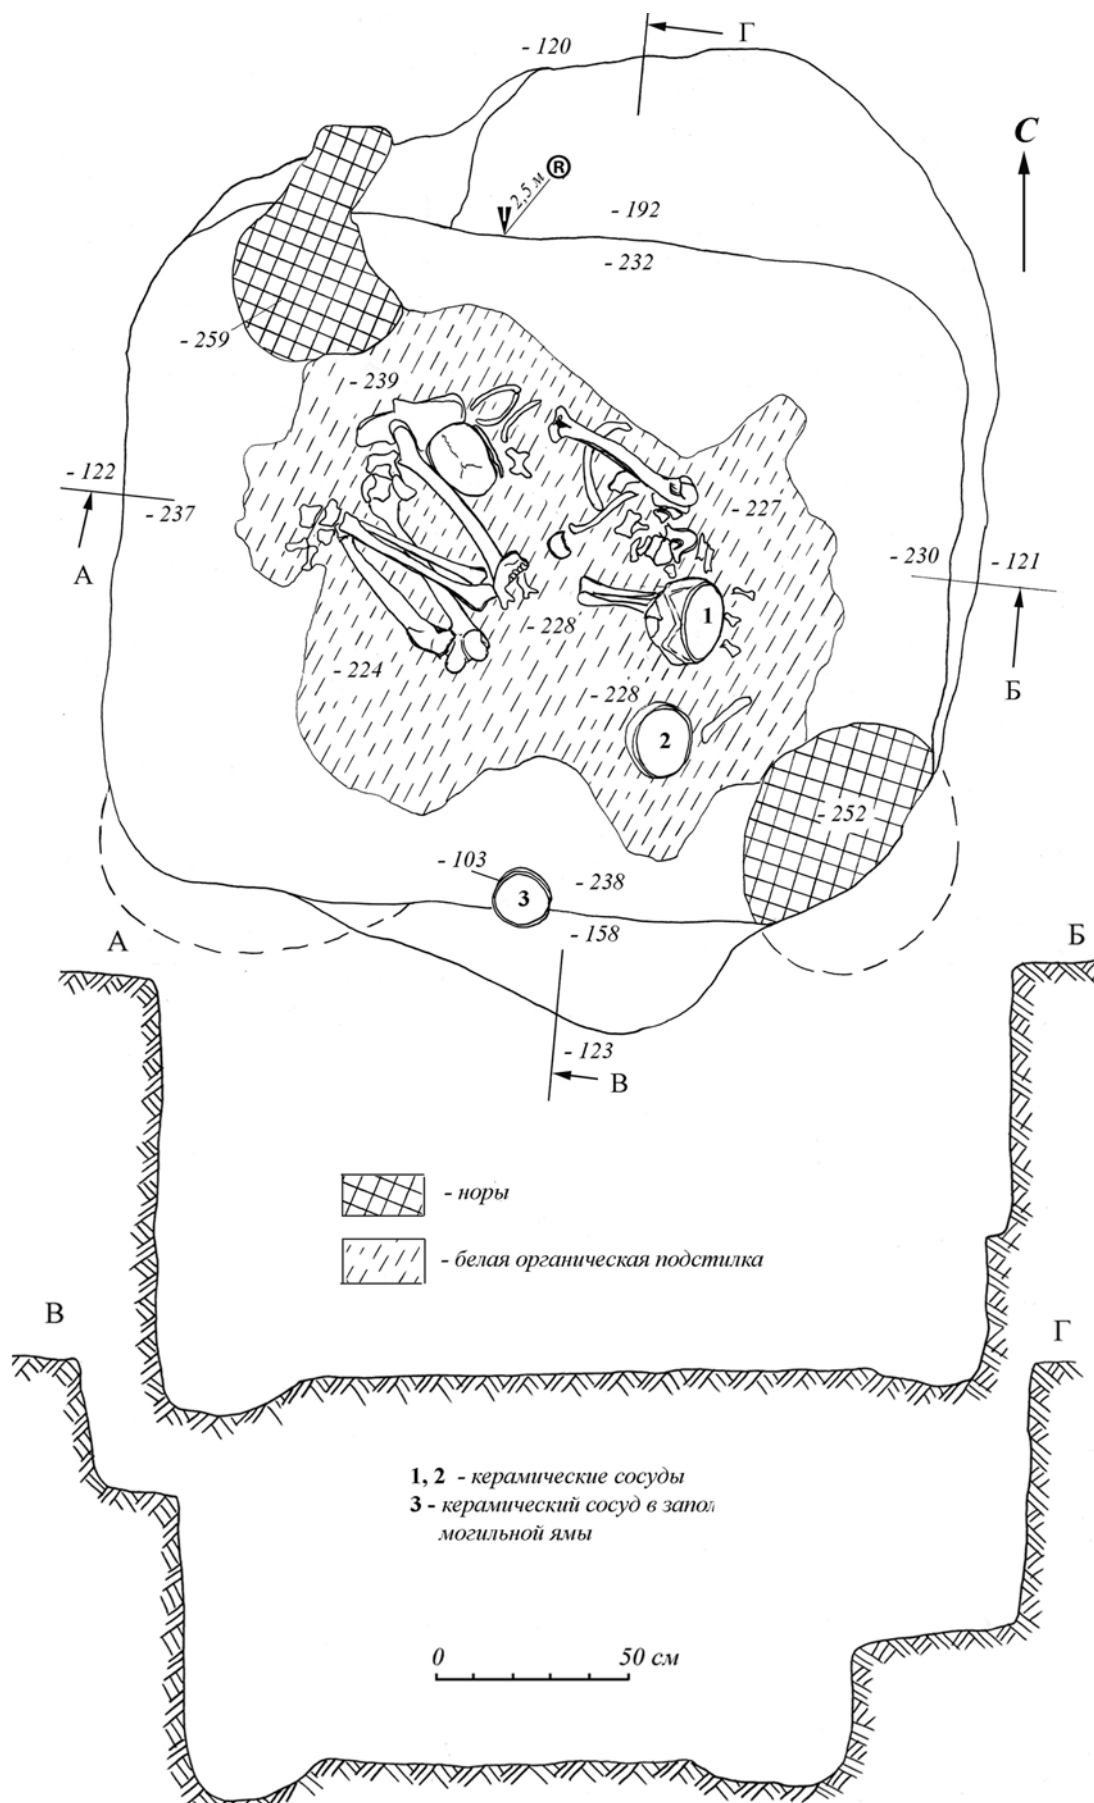 - 120
Г
С
2,5 м R
- 192
- 232
- 259
- 239
- 122
- 237
- 227
- 230
- 121
А
1
- 228
Б
- 224
- 228
2
- 252
- 103
- 238
3
- 158
А
Б
- 123
В
- норы
- белая органическая подстилка
В
Г
1, 2 - керамические сосуды
3 - керамический сосуд в запол
могильной ямы
0 50 см